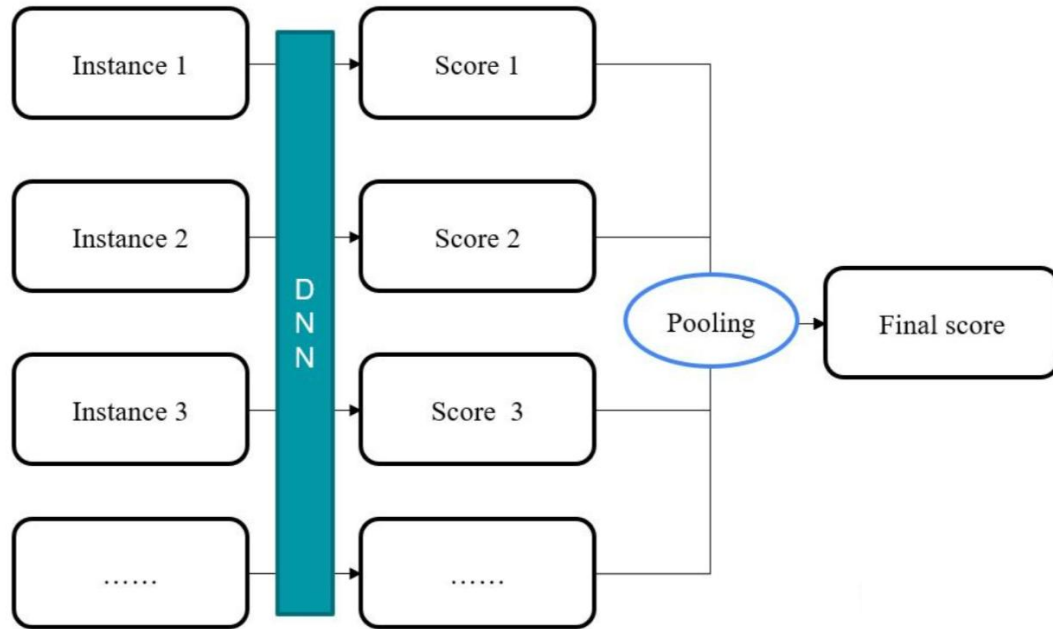 Instance 1
Score 1
Instance 2
Score 2
D
N
N
Pooling
Final score
Instance 3
Score  3
......
......